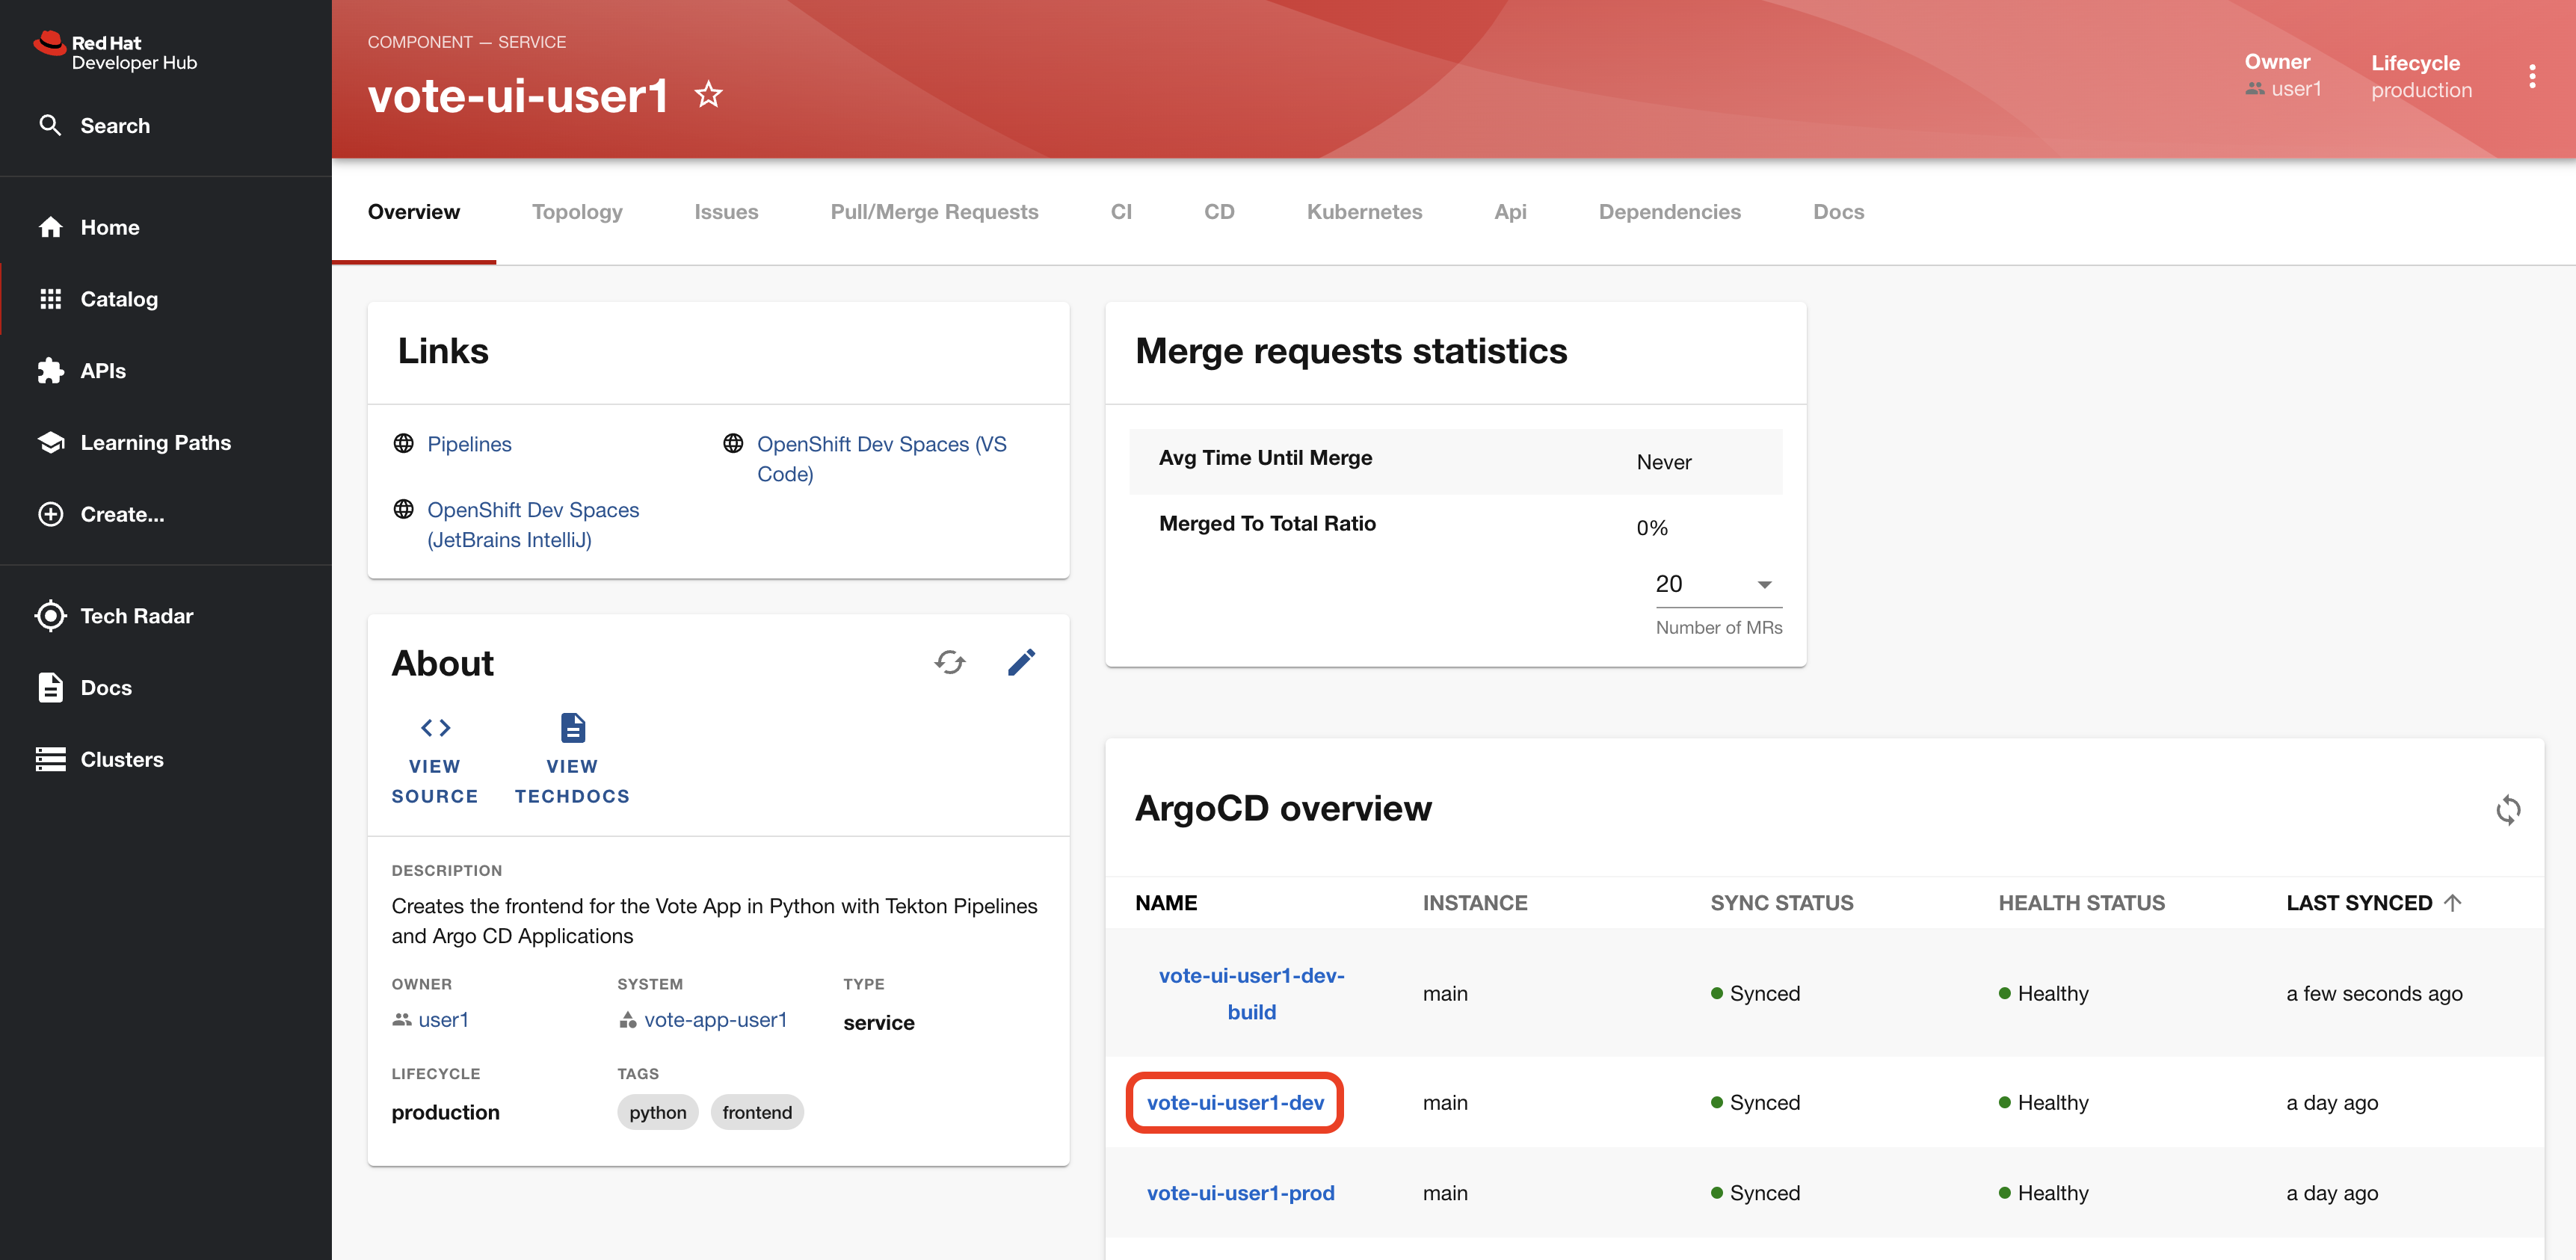 Red Hat
Developer Hub
Search
Home
Catalog
APIs
Learning Paths
Create...
Tech Radar
Docs
Clusters
COMPONENT — SERVICE
vote-ui-user1
Owner
user1
Lifecycle
production
Overview
Topology
Issues
Pull/Merge Requests
CI
CD
Kubernetes
Api
Dependencies
Docs
Links
Pipelines
OpenShift Dev Spaces (VS
Code)
OpenShift Dev Spaces
(JetBrains IntelliJ)
About
VIEW
SOURCE
VIEW
TECHDOCS
DESCRIPTION
Creates the frontend for the Vote App in Python with Tekton Pipelines
and Argo CD Applications
OWNER
user1
SYSTEM
vote-app-user1
TYPE
service
LIFECYCLE
production
TAGS
python
frontend
Merge requests statistics
Avg Time Until Merge
Never
Merged To Total Ratio
0%
20
Number of MRs
ArgoCD overview
NAME
INSTANCE
SYNC STATUS
HEALTH STATUS
LAST SYNCED
vote-ui-user1-dev-
build
main
Synced
Healthy
a few seconds ago
vote-ui-user1-dev
main
Synced
Healthy
a day ago
vote-ui-user1-prod
main
Synced
Healthy
a day ago